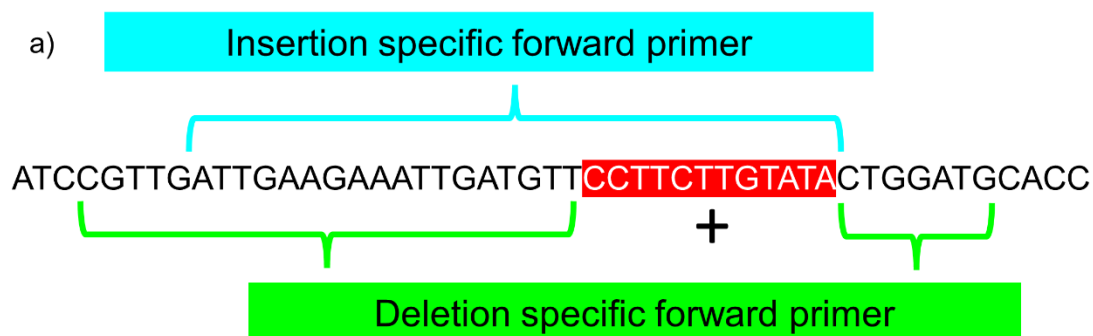 a)
Insertion specific forward primer
ATCCGTTGATTGAAGAAATTGATGTTCCTTCTTGTATACTGGATGCACC
+
Deletion specific forward primer